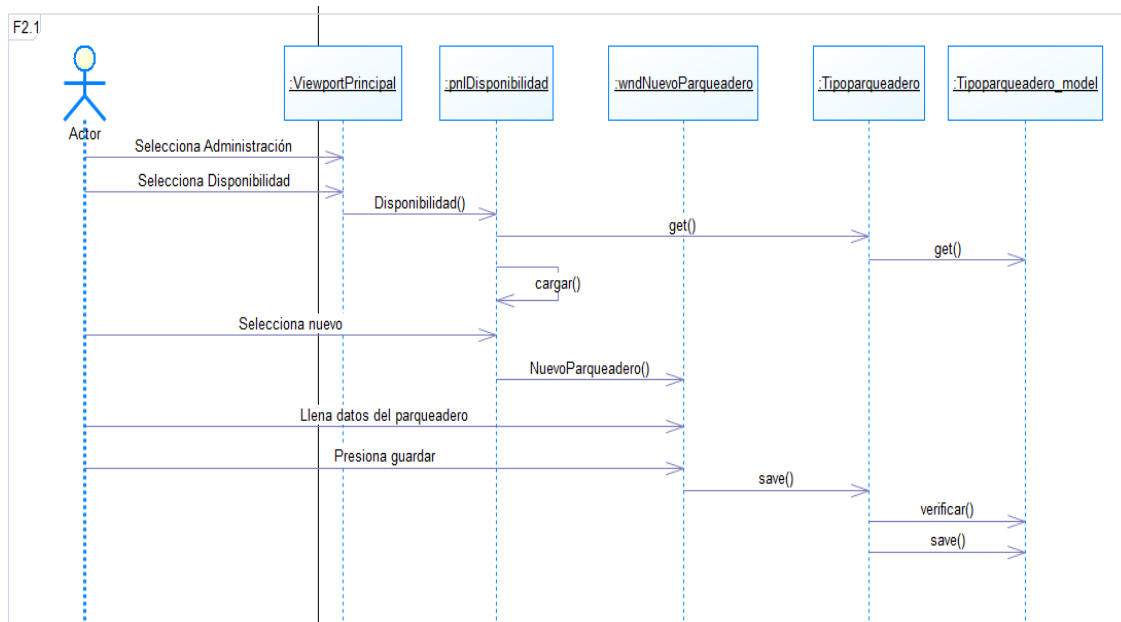 F2.1
:ViewportPrincipal
:pnlDisponibilidad
:wndNuevoParqueadero
:Tipoparqueadero
:Tipoparqueadero_model
Actor
Selecciona Administración
Selecciona Disponibilidad
Disponibilidad()
get()
get()
cargar()
Selecciona nuevo
NuevoParqueadero()
Llena datos del parqueadero
Presiona guardar
save()
verificar()
save()